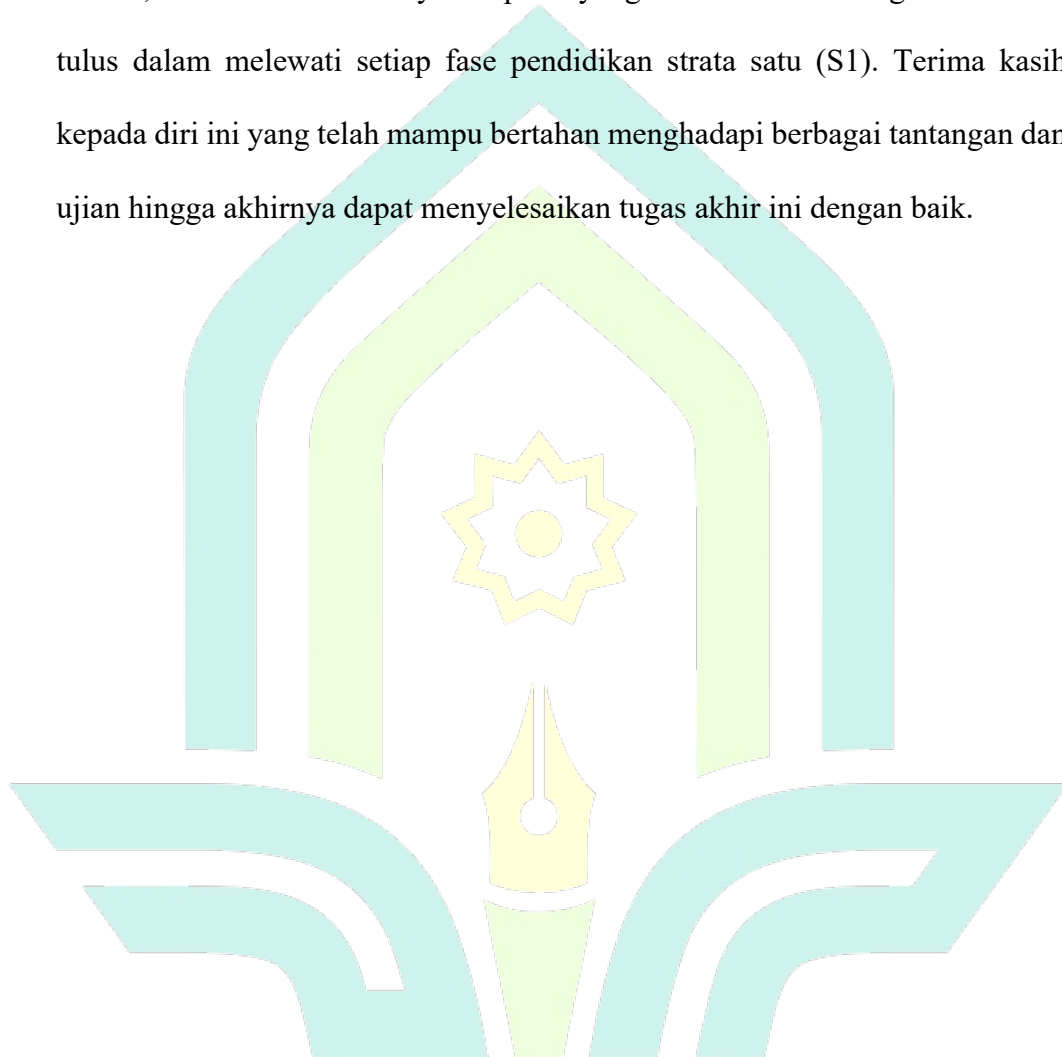 tulus dalam melewati setiap fase pendidikan strata satu (S1). Terima kasih
kepada diri ini yang telah mampu bertahan menghadapi berbagai tantangan dan
ujian hingga akhirnya dapat menyelesaikan tugas akhir ini dengan baik.